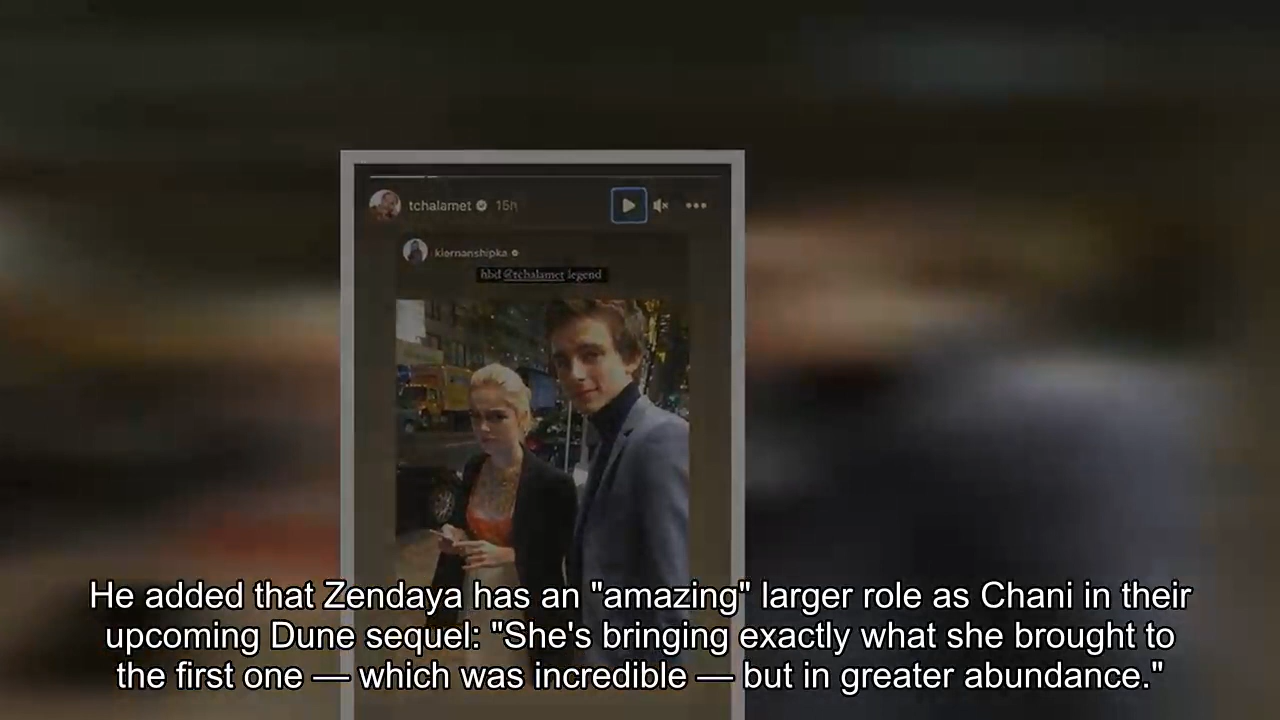 tchalamet 15h
kiernanshipka
hbd @tchalamet legend
He added that Zendaya has an "amazing" larger role as Chani in their
upcoming Dune sequel: "She's bringing exactly what she brought to
the first one — which was incredible — but in greater abundance."